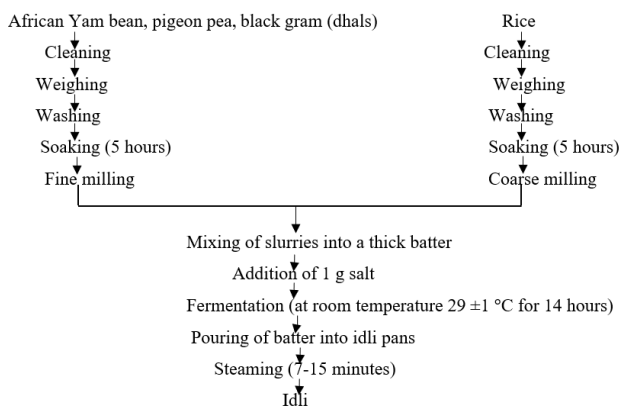 African Yam bean, pigeon pea, black gram (dhals)
Cleaning
Weighing
Washing
Soaking (5 hours)
Fine milling
Rice
Cleaning
Weighing
Washing
Soaking (5 hours)
Coarse milling
Mixing of slurries into a thick batter
Addition of 1 g salt
Fermentation (at room temperature 29 ±1 °C for 14 hours)
Pouring of batter into idli pans
Steaming (7-15 minutes)
Idli